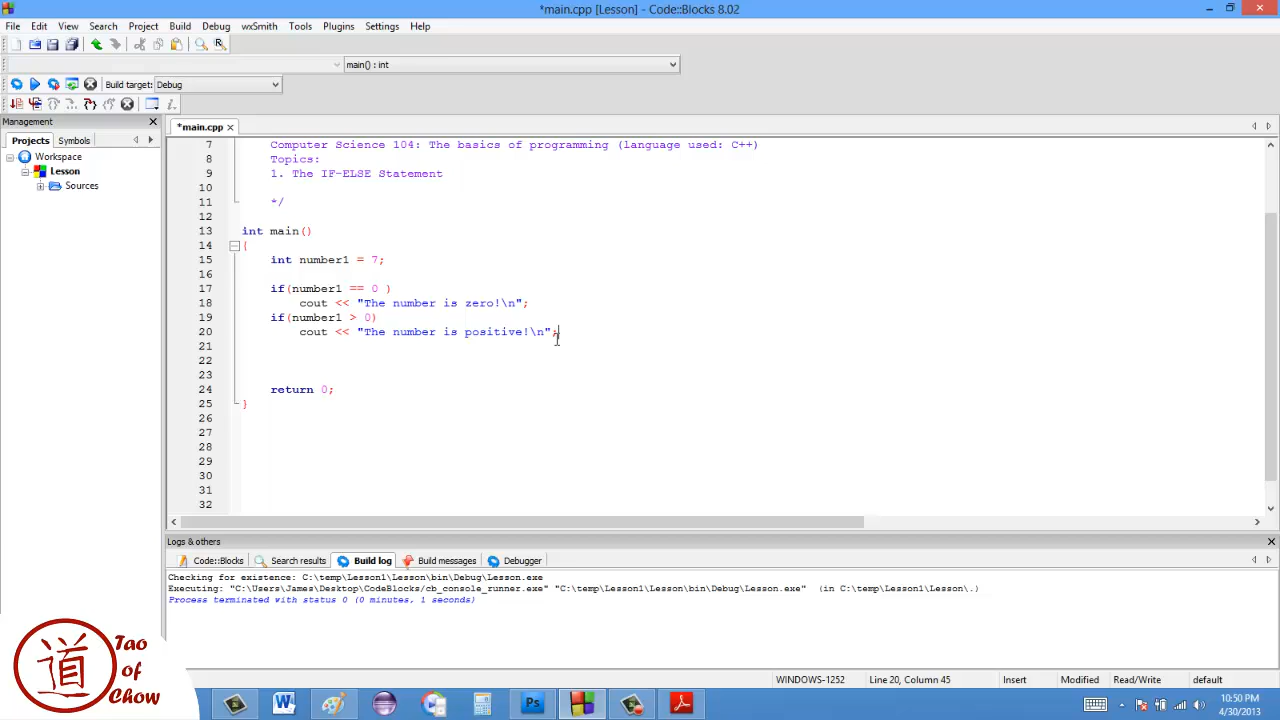 *main.cpp [Lesson] - Code::Blocks 8.02
File Edit View Search Project Build Debug wxSmith Tools Plugins Settings Help
main() : int
Build target: Debug
Management
*main.cpp
Projects Symbols
Workspace
Lesson
Sources
7 Computer Science 104: The basics of programming (language used: C++)
8 Topics:
9 1. The IF-ELSE Statement
10
11 */
12
13 int main()
14 {
15 int number1 = 7;
16
17 if(number1 == 0 )
18 cout << "The number is zero!\n";
19 if(number1 > 0)
20 cout << "The number is positive!\n";
21
22
23
24 return 0;
25 }
26
27
28
29
30
31
32
Logs & others
Code::Blocks Search results Build log Build messages Debugger
Checking for existence: C:\temp\Lesson1\Lesson\bin\Debug\Lesson.exe
Executing: "C:\Users\James\Desktop\CodeBlocks/cb_console_runner.exe" "C:\temp\Lesson1\Lesson\bin\Debug\Lesson.exe" (in C:\temp\Lesson1\Lesson\.)
Process terminated with status 0 (0 minutes, 1 seconds)
道
Tao
of
Chow
WINDOWS-1252 Line 20, Column 45 Insert Modified Read/Write default
Ps
10:50 PM
4/30/2013